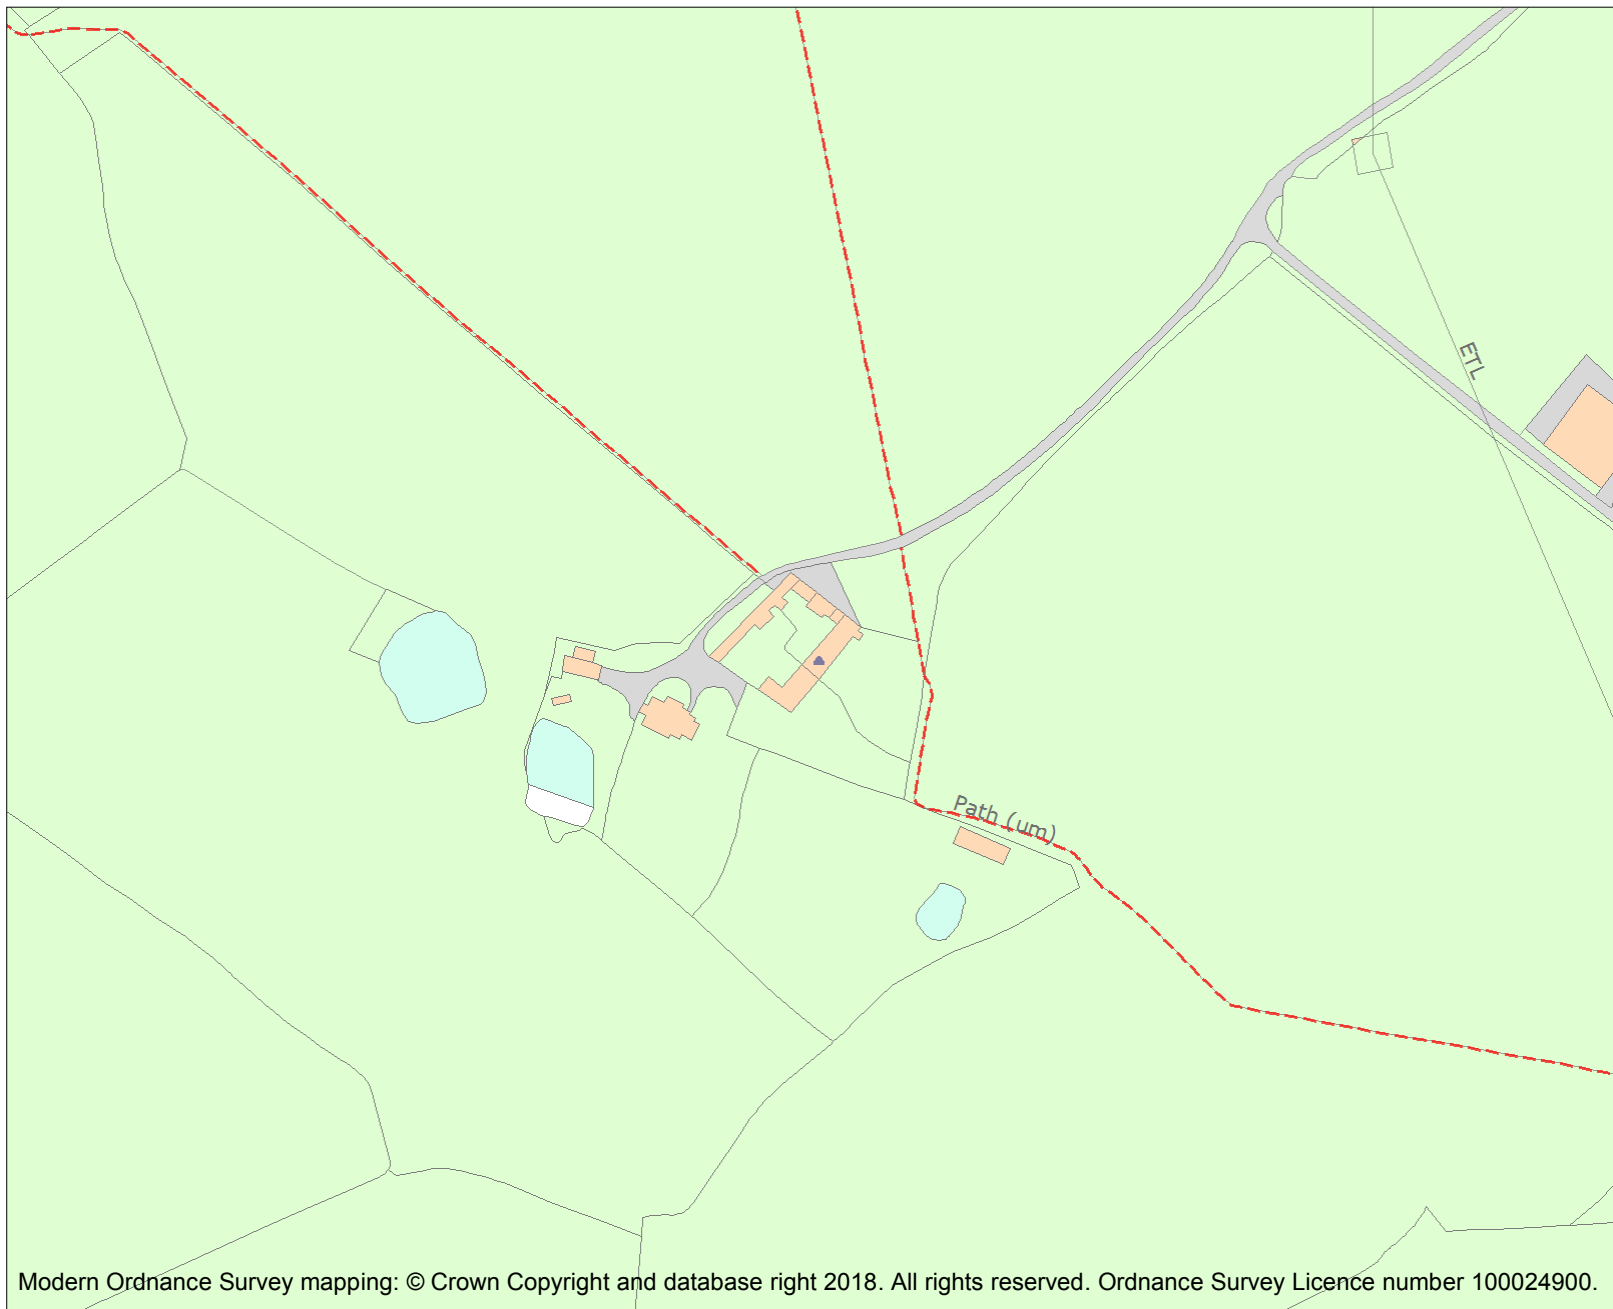 ETL
Path (um)
Modern Ordnance Survey mapping: © Crown Copyright and database right 2018. All rights reserved. Ordnance Survey Licence number 100024900.